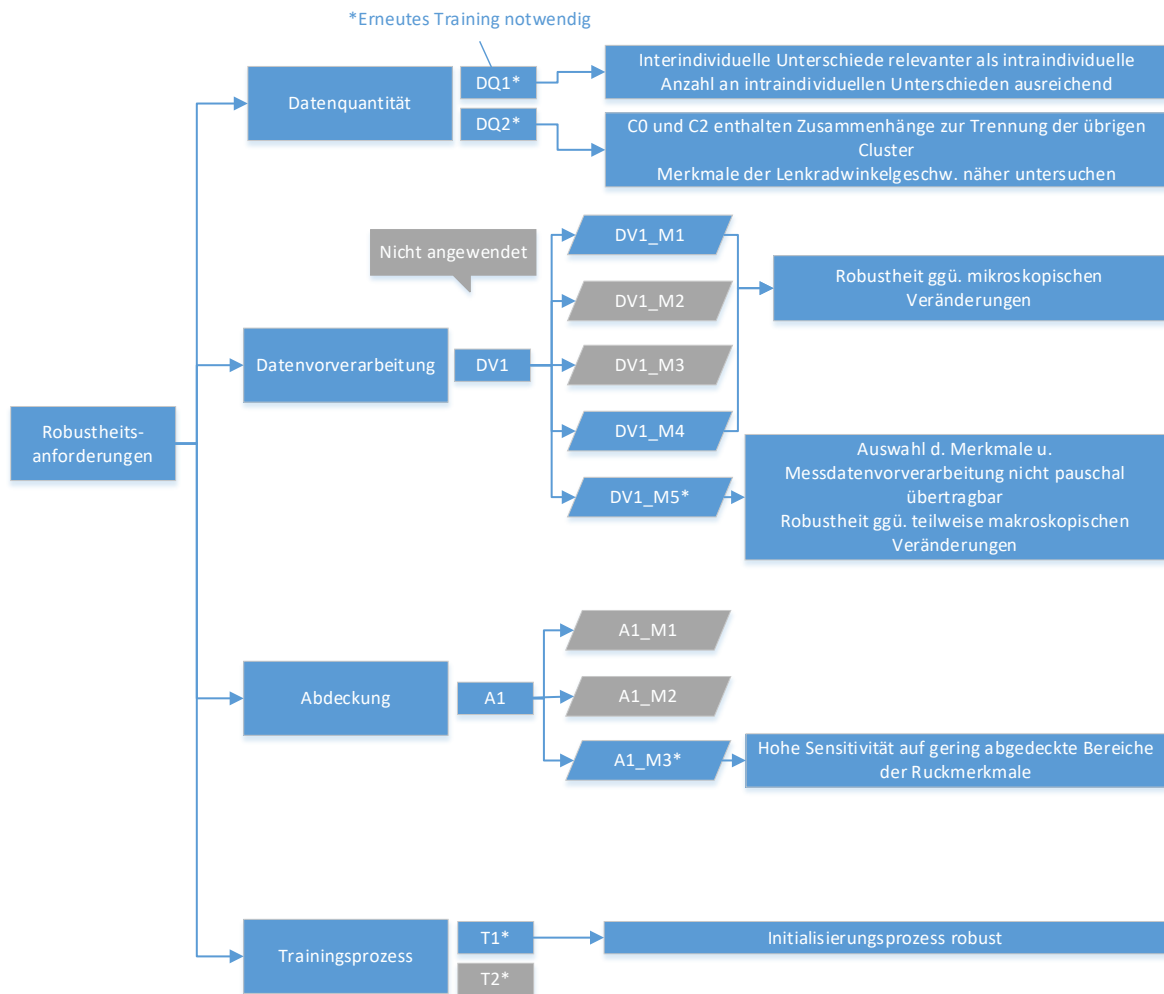 *Erneutes Training notwendig
Datenquantität
DQ1*
Interindividuelle Unterschiede relevanter als intraindividuelle
Anzahl an intraindividuellen Unterschieden ausreichend
DQ2*
C0 und C2 enthalten Zusammenhänge zur Trennung der übrigen
Cluster
Merkmale der Lenkradwinkelgeschw. näher untersuchen
Nicht angewendet
DV1_M1
DV1_M2
Robustheit ggü. mikroskopischen
Veränderungen
Datenvorverarbeitung
DV1
DV1_M3
DV1_M4
DV1_M5*
Auswahl d. Merkmale u.
Messdatenvorverarbeitung nicht pauschal
übertragbar
Robustheit ggü. teilweise makroskopischen
Veränderungen
Robustheits-
anforderungen
Abdeckung
A1
A1_M1
A1_M2
A1_M3*
Hohe Sensitivität auf gering abgedeckte Bereiche
der Ruckmerkmale
Trainingsprozess
T1*
Initialisierungsprozess robust
T2*